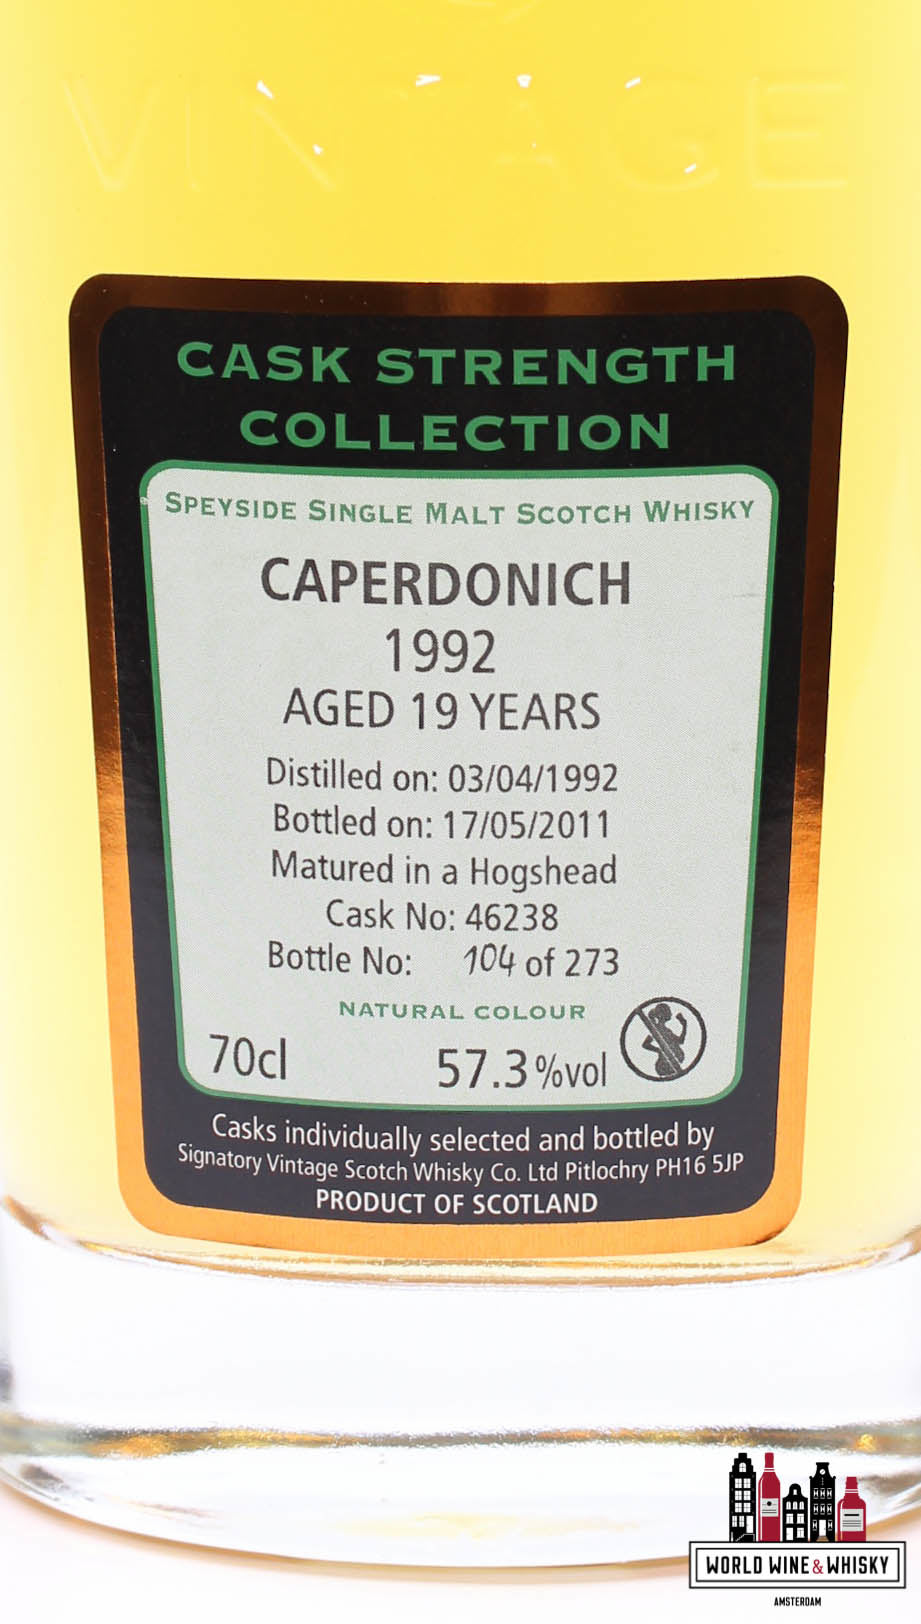 VINTAGE
CASK STRENGTH
COLLECTION
SPEYSIDE SINGLE MALT SCOTCH WHISKY
CAPERDONICH
1992
AGED 19 YEARS
Distilled on: 03/04/1992
Bottled on: 17/05/2011
Matured in a Hogshead
Cask No: 46238
Bottle No: 104 of 273
NATURAL COLOUR
70cl 57.3%vol
Casks individually selected and bottled by
Signatory Vintage Scotch Whisky Co. Ltd Pitlochry PH16 5JP
PRODUCT OF SCOTLAND
WORLD WINE & WHISKY
AMSTERDAM